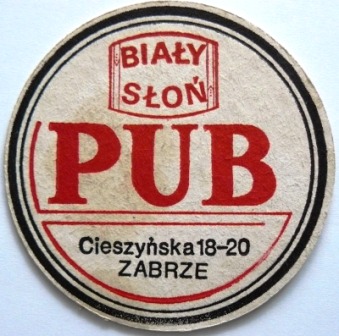 BIAŁY
SŁOŃ
PUB
Cieszyńska 18-20
ZABRZE